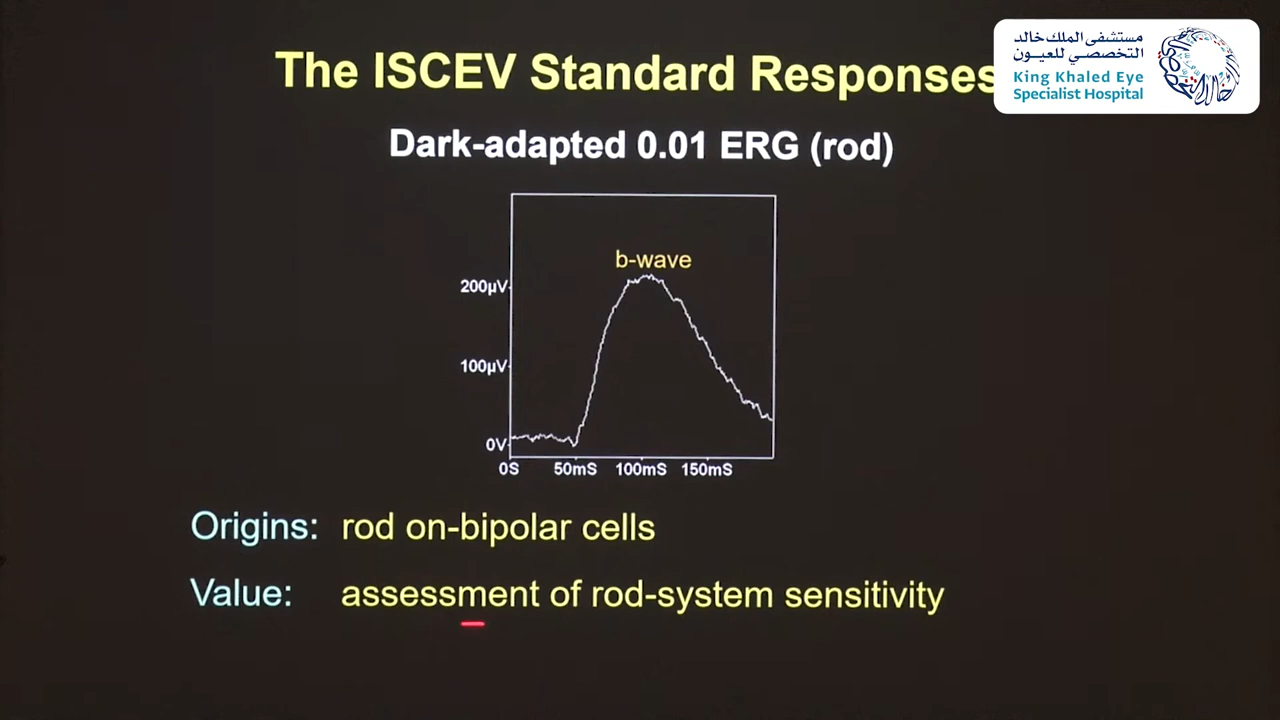 The ISCEV Standard Responses
مستشفى الملك خالد
التخصصي للعيون
King Khaled Eye
Specialist Hospital
Dark-adapted 0.01 ERG (rod)
b-wave
200µV
100µV
0V
0S 50mS 100mS 150mS
Origins: rod on-bipolar cells
Value: assessment of rod-system sensitivity